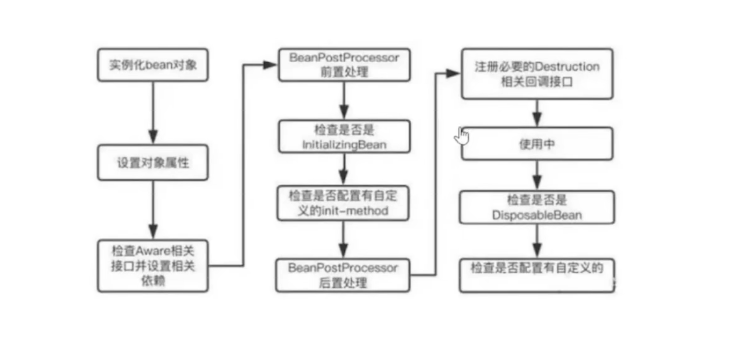 实例化bean对象
设置对象属性
检查Aware相关
接口并设置相关
依赖
BeanPostProcessor
前置处理
检查是否是
InitializingBean
检查是否配置有自定
义的init-method
BeanPostProcessor
后置处理
注册必要的Destruction
相关回调接口
使用中
检查是否是
DisposableBean
检查是否配置有自定义的